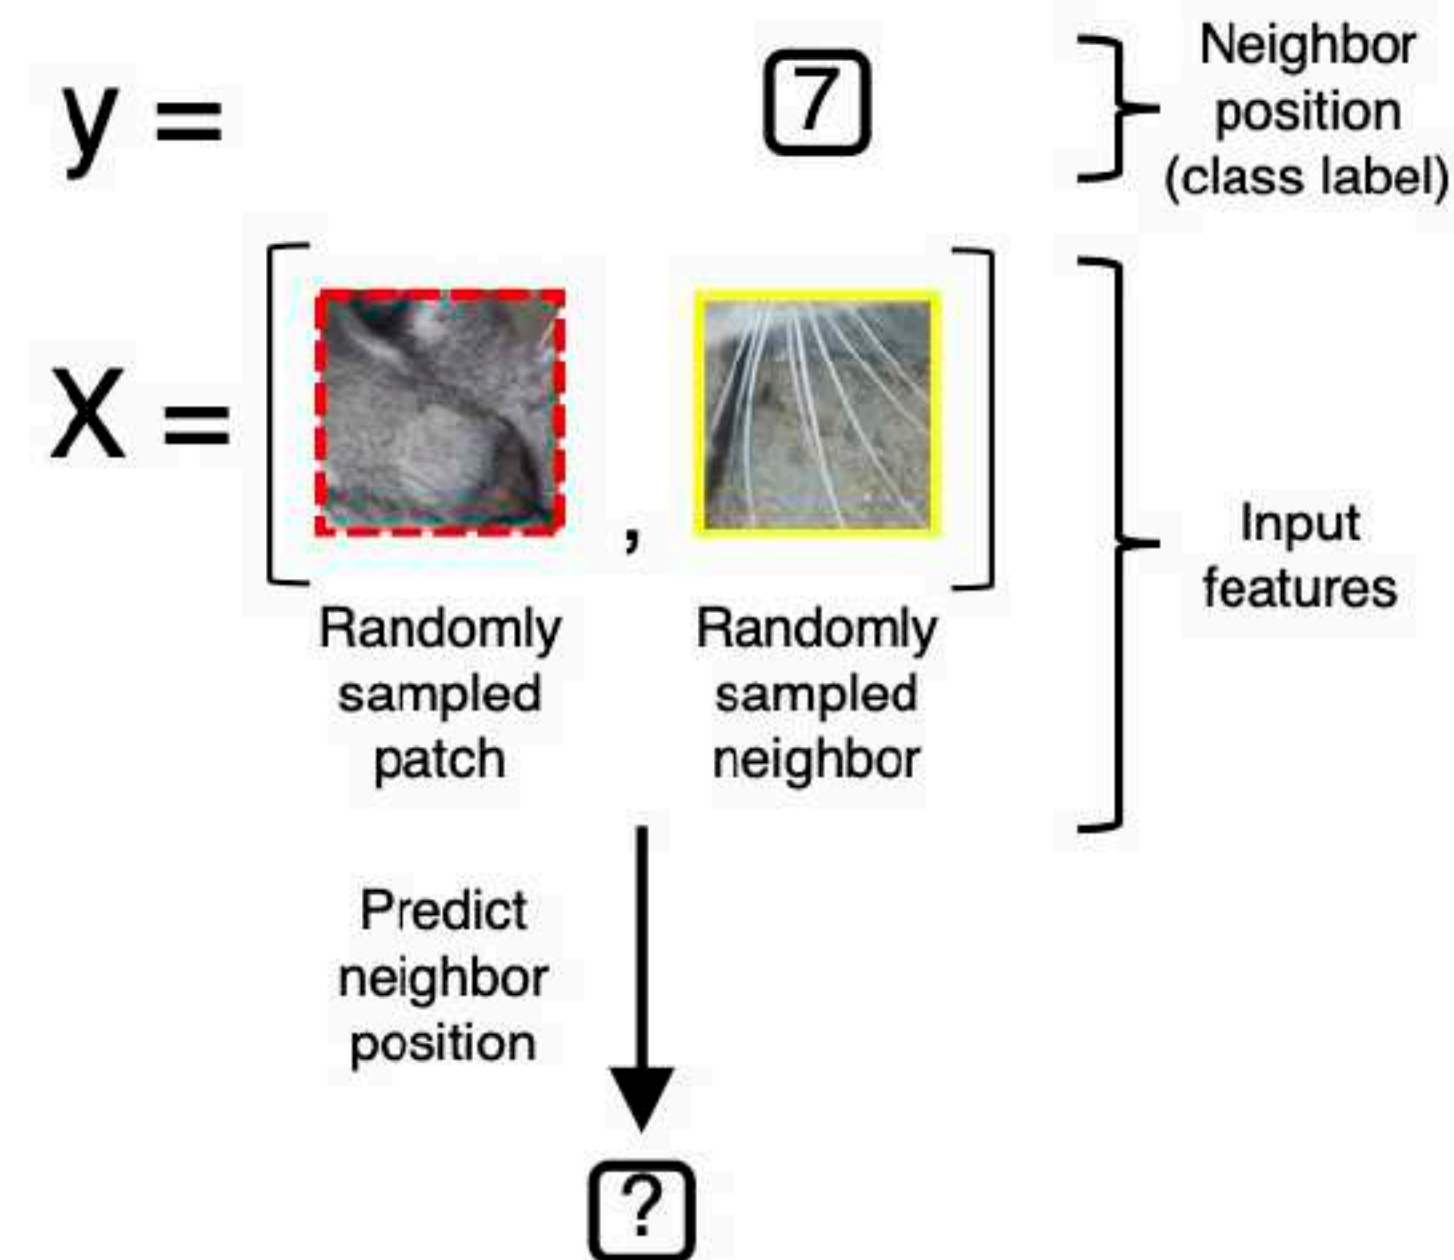 y =
7
Neighbor
position
(class label)
X =
,
Randomly
sampled
patch
Randomly
sampled
neighbor
Input
features
Predict
neighbor
position
?